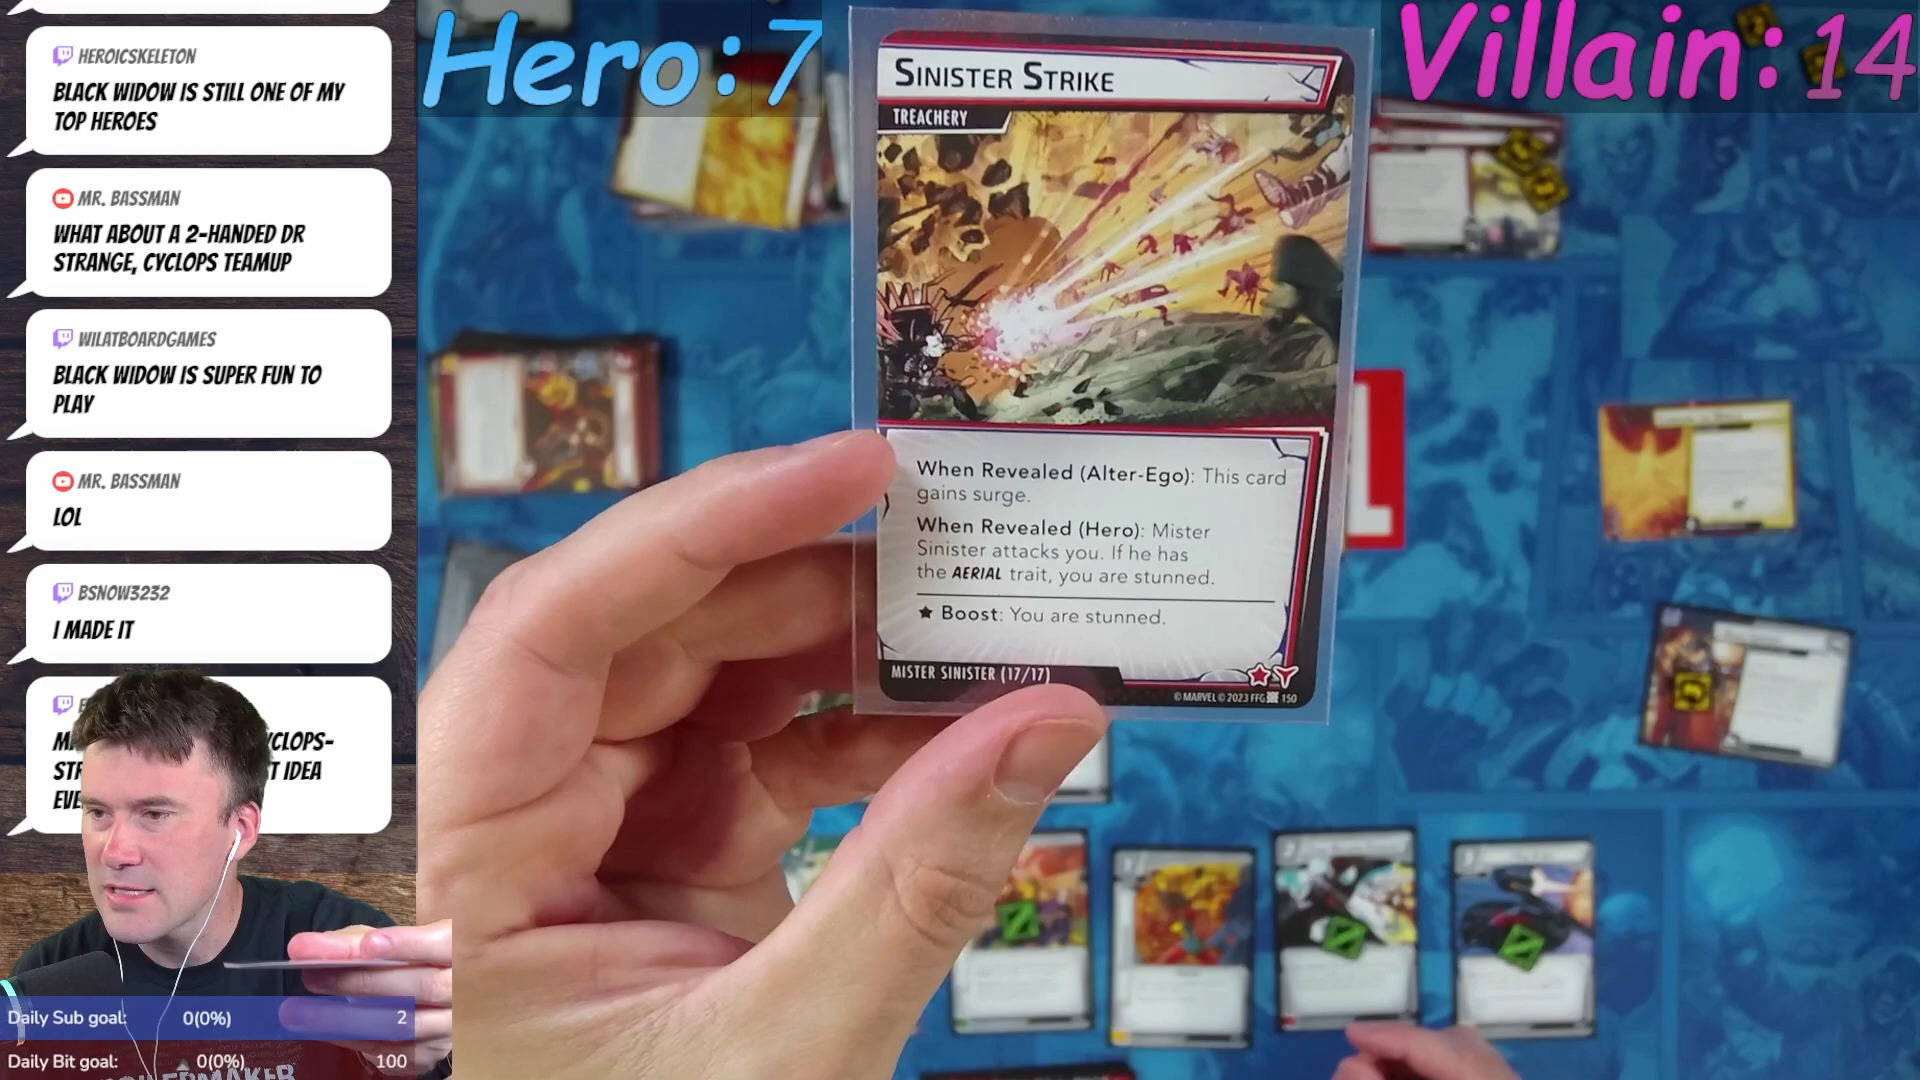 HEROICSKELETON
BLACK WIDOW IS STILL ONE OF MY
TOP HEROES
MR. BASSMAN
WHAT ABOUT A 2-HANDED DR
STRANGE, CYCLOPS TEAMUP
WILATBOARDGAMES
BLACK WIDOW IS SUPER FUN TO
PLAY
MR. BASSMAN
LOL
BSNOW3232
I MADE IT
IDEA
Daily Sub goal: 0(0%) 2
Daily Bit goal: 0(0%) 100
Hero: 7
Villain: 14
SINISTER STRIKE
TREACHERY
When Revealed (Alter-Ego): This card
gains surge.
When Revealed (Hero): Mister
Sinister attacks you. If he has
the AERIAL trait, you are stunned.
★ Boost: You are stunned.
MISTER SINISTER (17/17)
© MARVEL © 2023 FFG 150